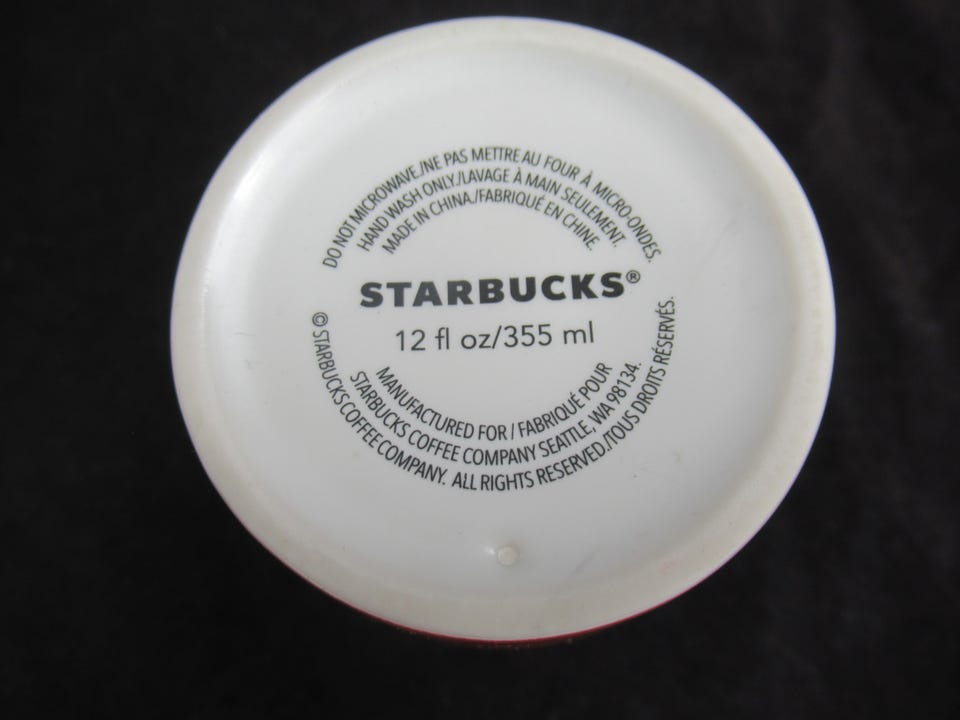 DO NOT MICROWAVE./NE PAS METTRE AU FOUR À MICRO-ONDES.
HAND WASH ONLY./LAVAGE À MAIN SEULEMENT.
MADE IN CHINA./FABRIQUÉ EN CHINE.
STARBUCKS®
12 fl oz/355 ml
MANUFACTURED FOR / FABRIQUÉ POUR
STARBUCKS COFFEE COMPANY SEATTLE, WA 98134.
© STARBUCKS COFFEE COMPANY. ALL RIGHTS RESERVED./TOUS DROITS RÉSERVÉS.